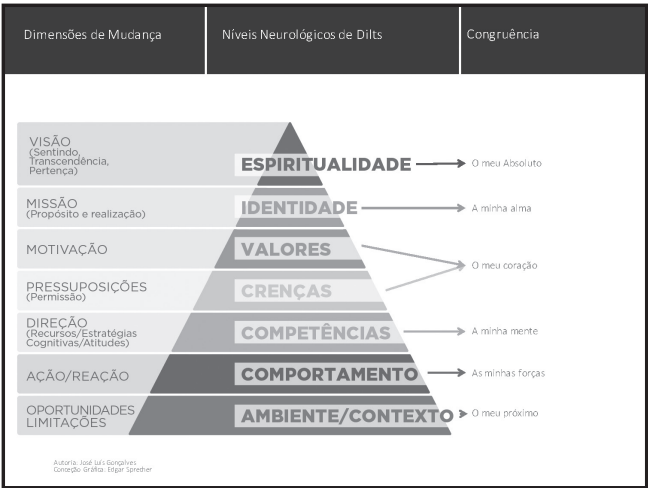 Dimensões de Mudança
Níveis Neurológicos de Dilts
Congruência
VISÃO
(Sentido,
Transcendência,
Pertença)
ESPIRITUALIDADE
O meu Absoluto
MISSÃO
(Propósito e realização)
IDENTIDADE
A minha alma
MOTIVAÇÃO
VALORES
O meu coração
PRESSUPOSIÇÕES
(Permissão)
CRENÇAS
DIREÇÃO
(Recursos/Estratégias
Cognitivas/Atitudes)
COMPETÊNCIAS
A minha mente
AÇÃO/REAÇÃO
COMPORTAMENTO
As minhas forças
OPORTUNIDADES
LIMITAÇÕES
AMBIENTE/CONTEXTO
O meu próximo
Autoria: José Luís Gonçalves
Conceção Gráfica: Edgar Sprecher